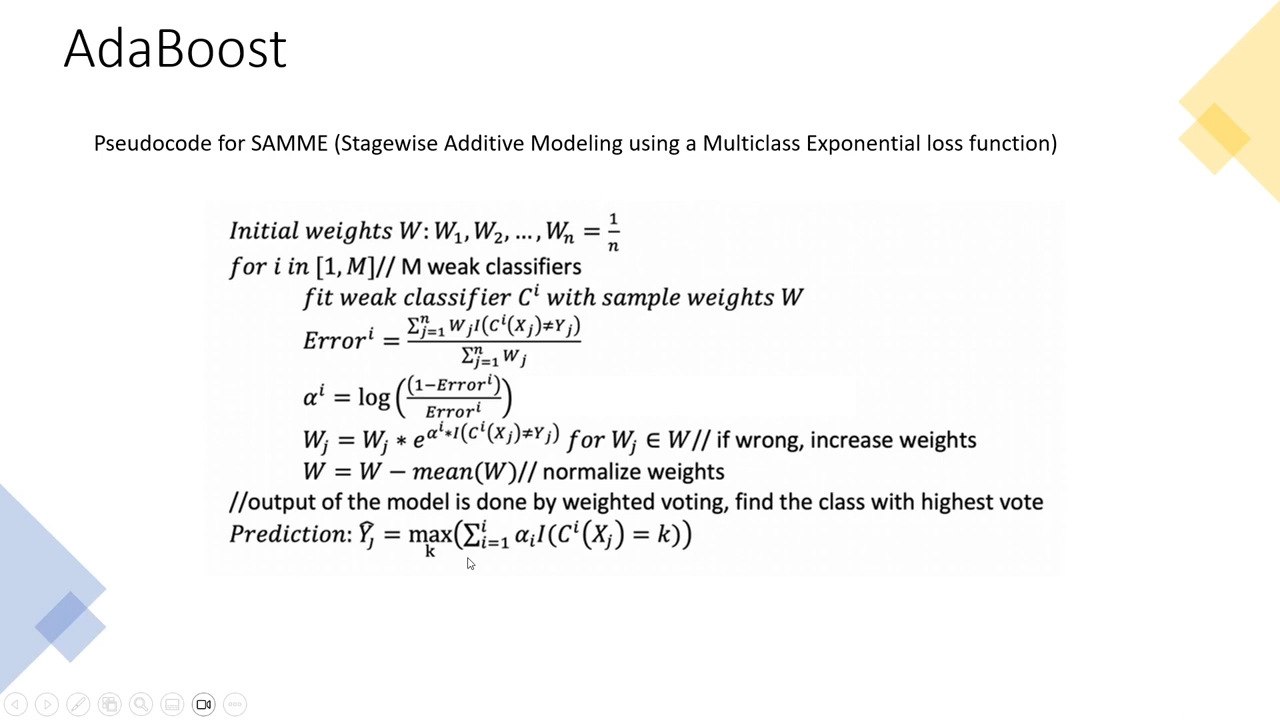 AdaBoost
Pseudocode for SAMME (Stagewise Additive Modeling using a Multiclass Exponential loss function)
Initial weights W: W₁, W₂, …, Wₙ = 1/n
for i in [1, M]// M weak classifiers
fit weak classifier Cⁱ with sample weights W
Errorⁱ = Σⁿⱼ₌₁ WⱼI(Cⁱ(Xⱼ)≠Yⱼ) / Σⁿⱼ₌₁ Wⱼ
αⁱ = log((1−Errorⁱ)/Errorⁱ)
Wⱼ = Wⱼ * e^(αⁱ*I(Cⁱ(Xⱼ)≠Yⱼ)) for Wⱼ ∈ W// if wrong, increase weights
W = W − mean(W)// normalize weights
//output of the model is done by weighted voting, find the class with highest vote
Prediction: Ŷⱼ = max_k(Σⁱᵢ₌₁ αᵢI(Cⁱ(Xⱼ) = k))